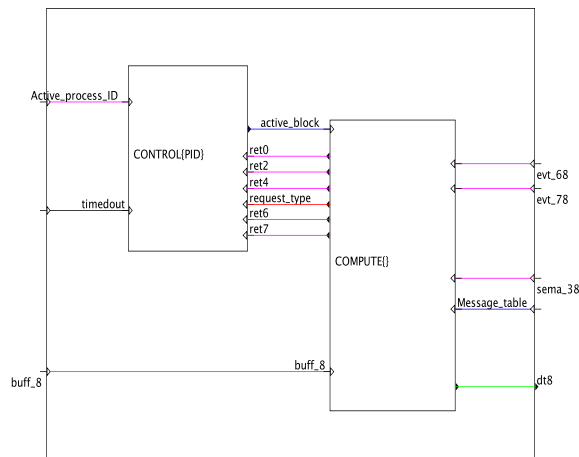 Active_process_ID
active_block
CONTROL{PID}
ret0
ret2
ret4
request_type
ret6
ret7
timedout
evt_68
evt_78
COMPUTE{}
sema_38
Message_table
buff_8
buff_8
dt8